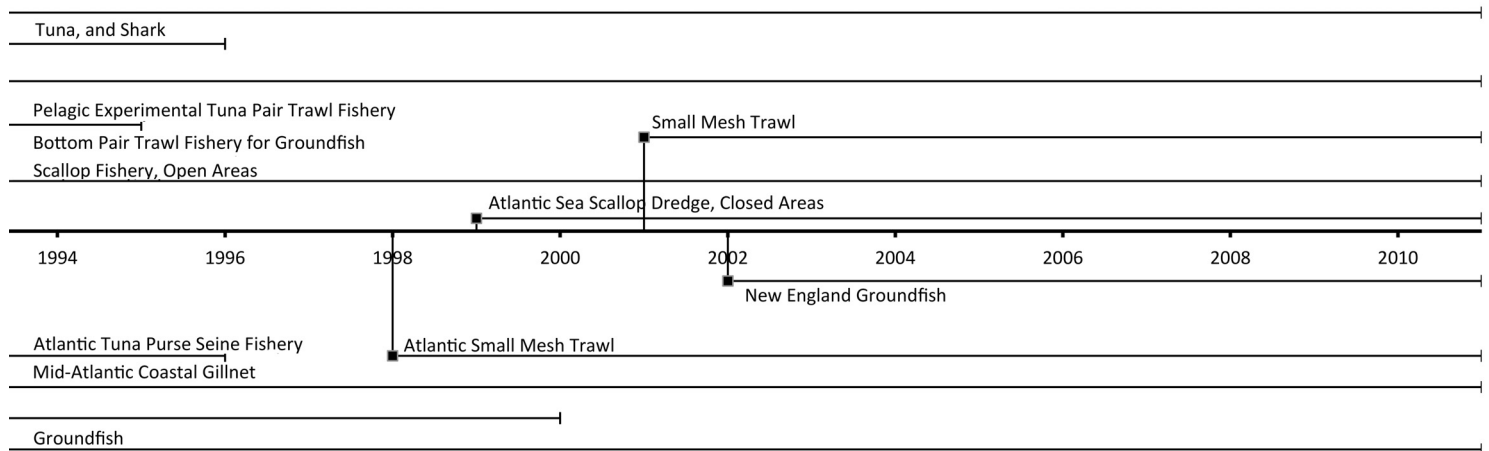 Tuna, and Shark
Pelagic Experimental Tuna Pair Trawl Fishery
Small Mesh Trawl
Bottom Pair Trawl Fishery for Groundfish
Scallop Fishery, Open Areas
Atlantic Sea Scallop Dredge, Closed Areas
1994 1996 1998 2000 2002 2004 2006 2008 2010
New England Groundfish
Atlantic Tuna Purse Seine Fishery
Atlantic Small Mesh Trawl
Mid-Atlantic Coastal Gillnet
Groundfish